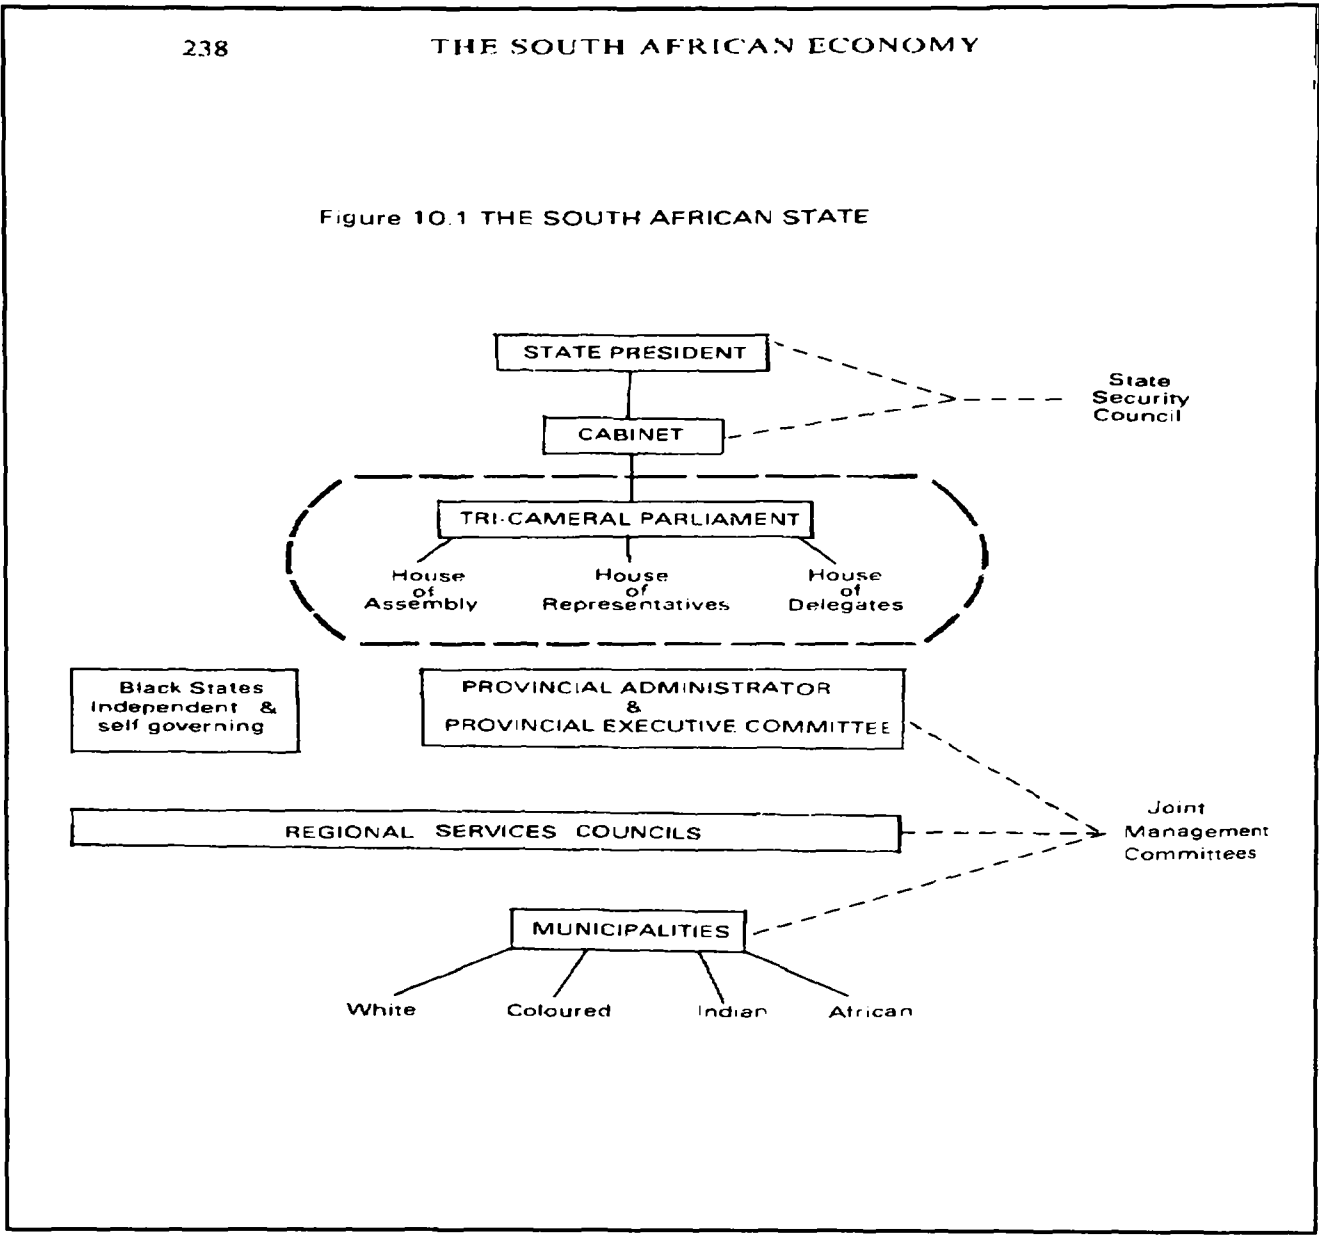 238 THE SOUTH AFRICAN ECONOMY
Figure 10.1 THE SOUTH AFRICAN STATE
STATE PRESIDENT
State
Security
Council
CABINET
TRI-CAMERAL PARLIAMENT
House
of
Assembly
House
of
Representatives
House
of
Delegates
Black States
Independent &
self governing
PROVINCIAL ADMINISTRATOR
&
PROVINCIAL EXECUTIVE COMMITTEE
REGIONAL SERVICES COUNCILS
Joint
Management
Committees
MUNICIPALITIES
White
Coloured
Indian
African